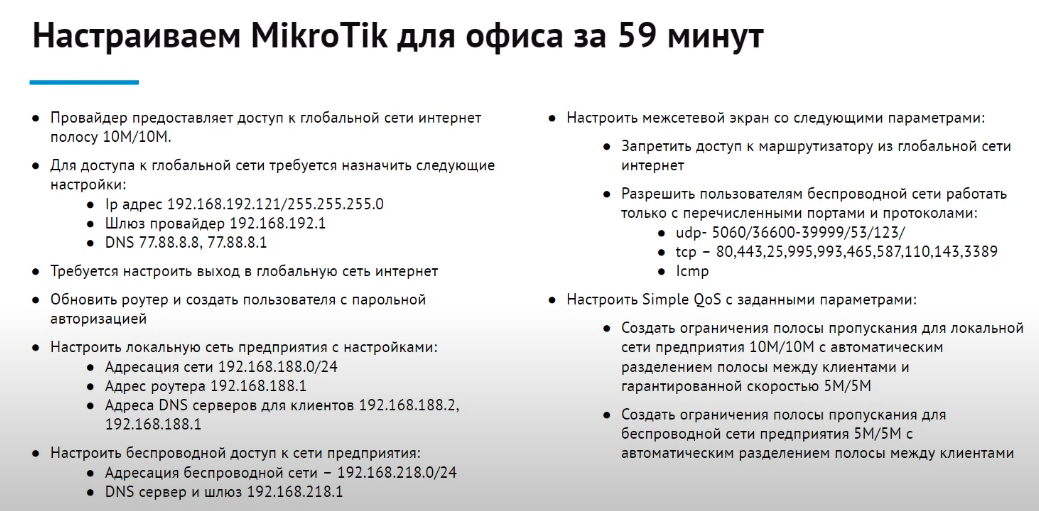 Настраиваем MikroTik для офиса за 59 минут
● Провайдер предоставляет доступ к глобальной сети интернет
полосу 10M/10M.
● Для доступа к глобальной сети требуется назначить следующие
настройки:
● Ip адрес 192.168.192.121/255.255.255.0
● Шлюз провайдер 192.168.192.1
● DNS 77.88.8.8, 77.88.8.1
● Требуется настроить выход в глобальную сеть интернет
● Обновить роутер и создать пользователя с парольной
авторизацией
● Настроить локальную сеть предприятия с настройками:
● Адресация сети 192.168.188.0/24
● Адрес роутера 192.168.188.1
● Адреса DNS серверов для клиентов 192.168.188.2,
192.168.188.1
● Настроить беспроводной доступ к сети предприятия:
● Адресация беспроводной сети – 192.168.218.0/24
● DNS сервер и шлюз 192.168.218.1
● Настроить межсетевой экран со следующими параметрами:
● Запретить доступ к маршрутизатору из глобальной сети
интернет
● Разрешить пользователям беспроводной сети работать
только с перечисленными портами и протоколами:
● udp- 5060/36600-39999/53/123/
● tcp – 80,443,25,995,993,465,587,110,143,3389
● Icmp
● Настроить Simple QoS с заданными параметрами:
● Создать ограничения полосы пропускания для локальной
сети предприятия 10M/10M с автоматическим
разделением полосы между клиентами и
гарантированной скоростью 5M/5M
● Создать ограничения полосы пропускания для
беспроводной сети предприятия 5M/5M с
автоматическим разделением полосы между клиентами